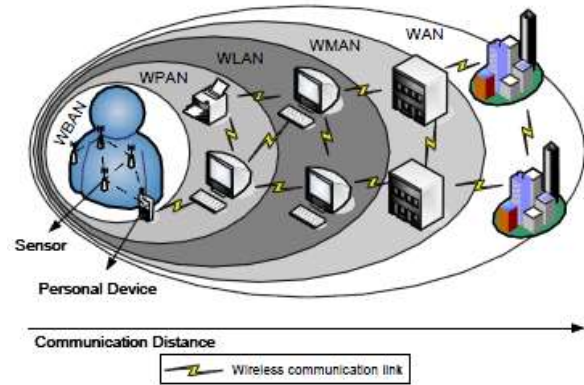 WAN
WMAN
WLAN
WPAN
WBAN
Sensor
Personal Device
Communication Distance
Wireless communication link